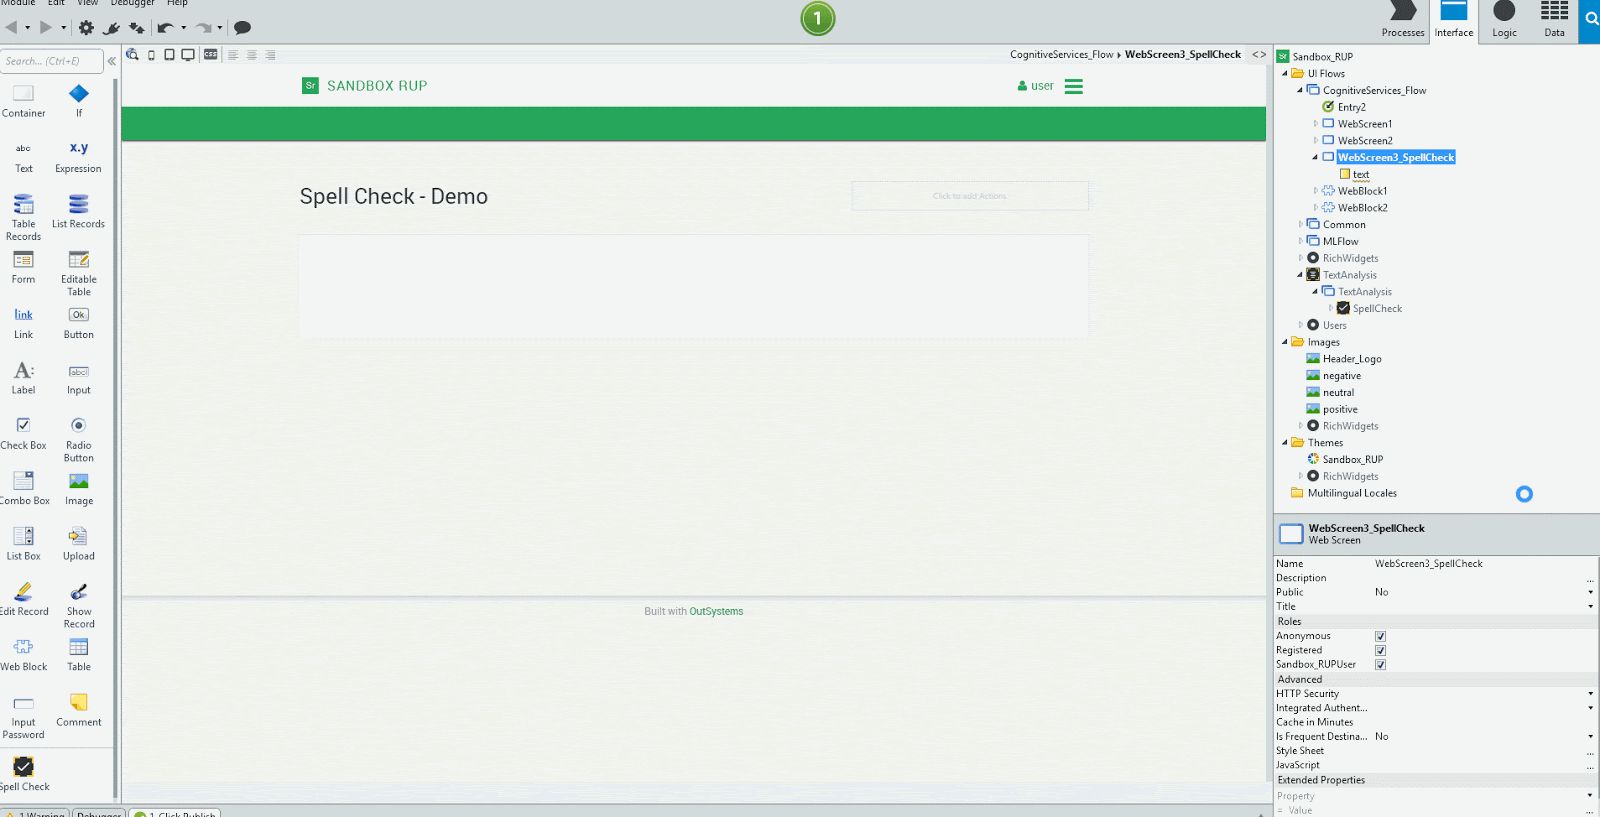 Module Edit View Debugger Help
1
Processes Interface Logic Data
Search... (Ctrl+E)
CSS
CognitiveServices_Flow WebScreen3_SpellCheck <>
Container If
abc x.y
Text Expression
Table Records List Records
Form Editable Table
link Ok
Link Button
A: abcl
Label Input
Check Box Radio Button
Combo Box Image
List Box Upload
Edit Record Show Record
Web Block Table
Input Password Comment
Spell Check
Sr SANDBOX RUP
user
Spell Check - Demo
Click to add Actions
Built with OutSystems
Sr Sandbox_RUP
UI Flows
CognitiveServices_Flow
Entry2
WebScreen1
WebScreen2
WebScreen3_SpellCheck
text
WebBlock1
WebBlock2
Common
MLFlow
RichWidgets
TextAnalysis
TextAnalysis
SpellCheck
Users
Images
Header_Logo
negative
neutral
positive
RichWidgets
Themes
Sandbox_RUP
RichWidgets
Multilingual Locales
WebScreen3_SpellCheck
Web Screen
Name WebScreen3_SpellCheck
Description ...
Public No
Title
Roles
Anonymous
Registered
Sandbox_RUPUser
Advanced
HTTP Security
Integrated Authent...
Cache in Minutes
Is Frequent Destina... No
Style Sheet ...
JavaScript ...
Extended Properties
Property
= Value ...
1 Warning Debugger 1-Click Publish